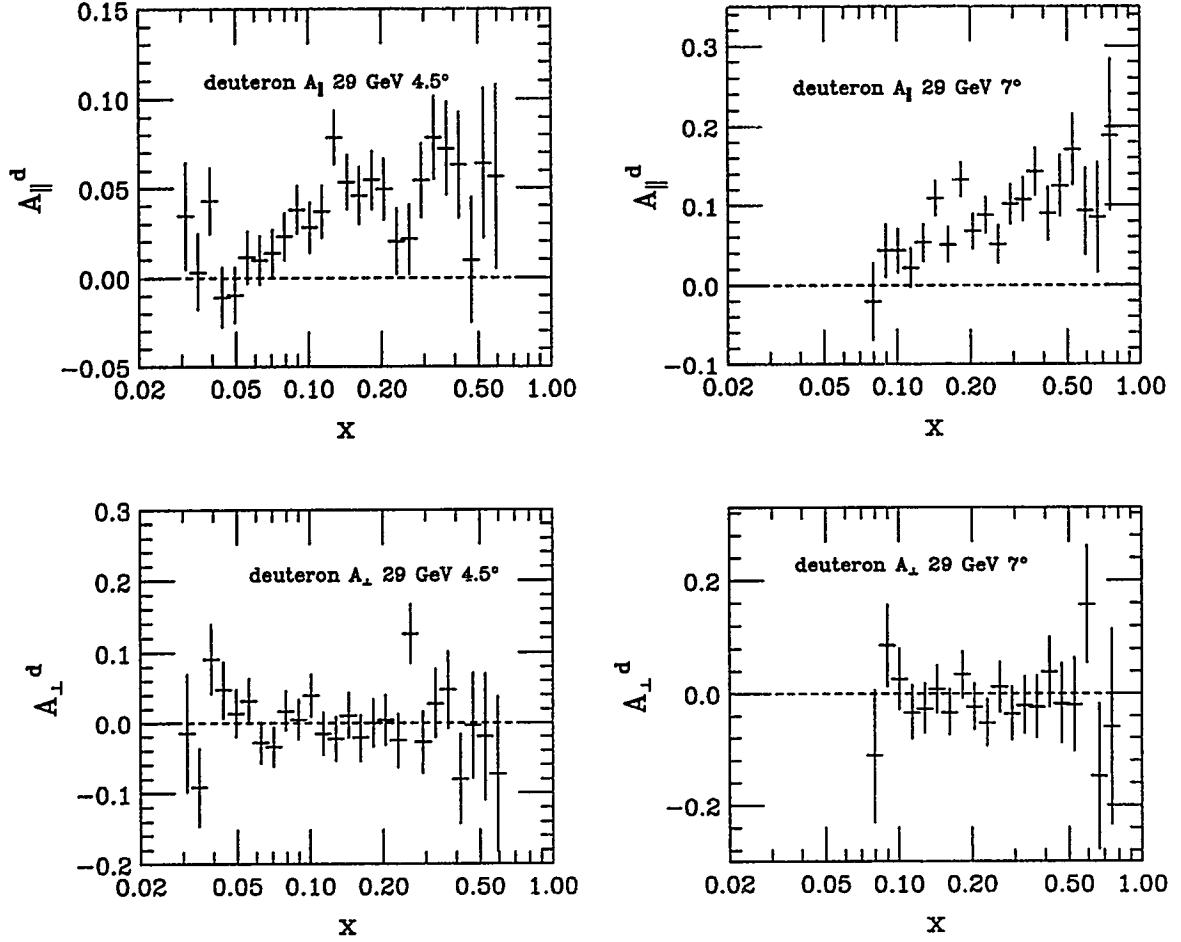 deuteron A∥ 29 GeV 4.5°
A∥ᵈ
0.15
0.10
0.05
0.00
−0.05
0.02 0.05 0.10 0.20 0.50 1.00
X
deuteron A∥ 29 GeV 7°
A∥ᵈ
0.3
0.2
0.1
0.0
−0.1
0.02 0.05 0.10 0.20 0.50 1.00
X
deuteron A⊥ 29 GeV 4.5°
A⊥ᵈ
0.3
0.2
0.1
0.0
−0.1
−0.2
0.02 0.05 0.10 0.20 0.50 1.00
X
deuteron A⊥ 29 GeV 7°
A⊥ᵈ
0.2
0.0
−0.2
0.02 0.05 0.10 0.20 0.50 1.00
X